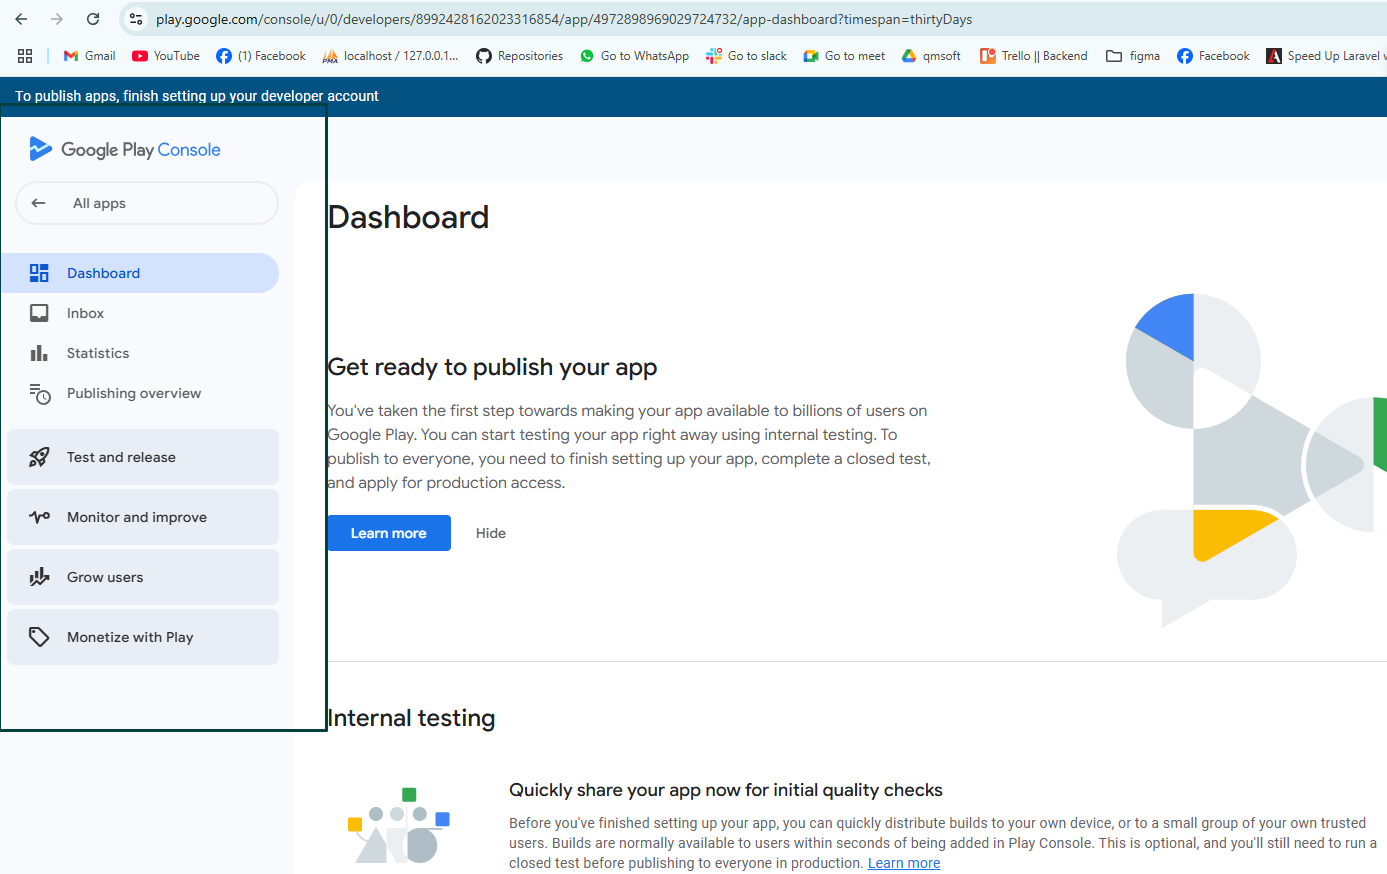 play.google.com/console/u/0/developers/8992428162023316854/app/4972898969029724732/app-dashboard?timespan=thirtyDays
Gmail YouTube (1) Facebook localhost / 127.0.0.1... Repositories Go to WhatsApp Go to slack Go to meet qmsoft Trello || Backend figma Facebook Speed Up Laravel w
To publish apps, finish setting up your developer account
Google Play Console
All apps
Dashboard
Inbox
Statistics
Publishing overview
Test and release
Monitor and improve
Grow users
Monetize with Play
Dashboard
Get ready to publish your app
You've taken the first step towards making your app available to billions of users on
Google Play. You can start testing your app right away using internal testing. To
publish to everyone, you need to finish setting up your app, complete a closed test,
and apply for production access.
Learn more Hide
Internal testing
Quickly share your app now for initial quality checks
Before you've finished setting up your app, you can quickly distribute builds to your own device, or to a small group of your own trusted
users. Builds are normally available to users within seconds of being added in Play Console. This is optional, and you'll still need to run a
closed test before publishing to everyone in production. Learn more